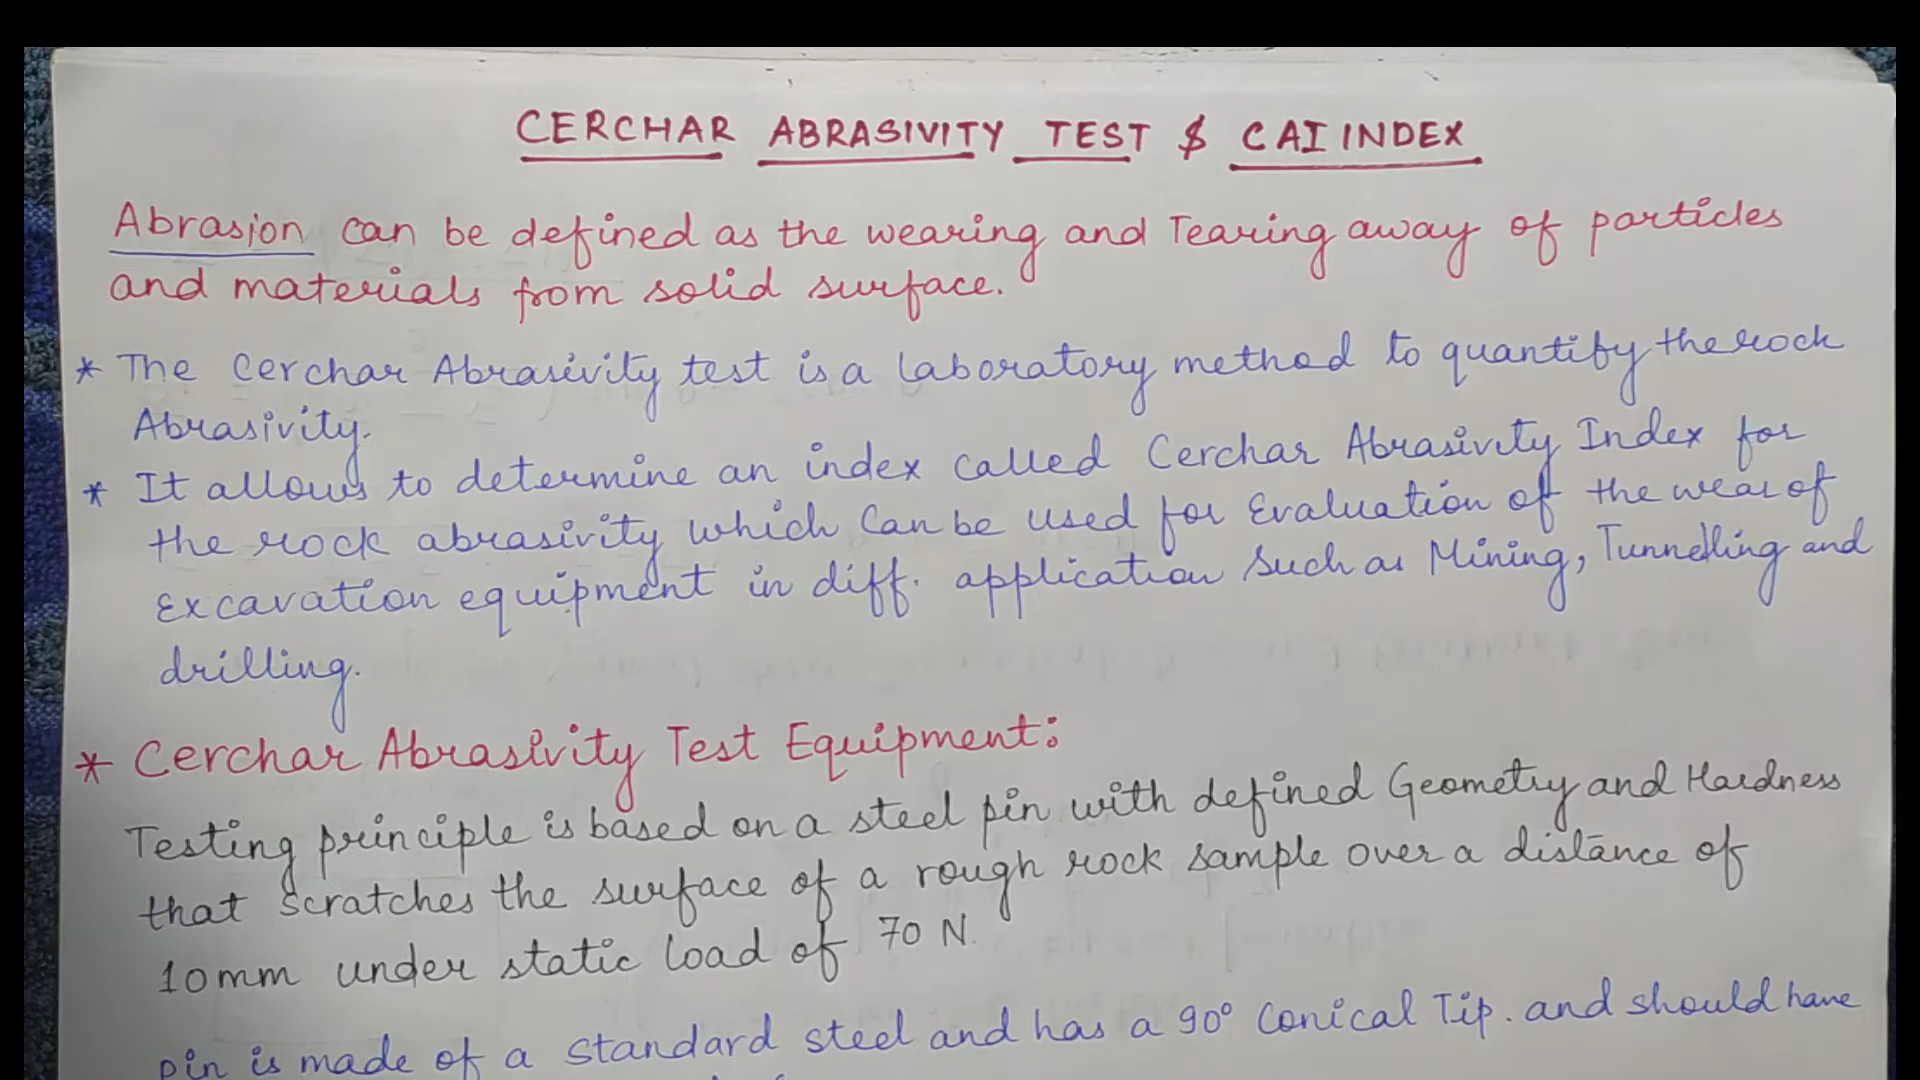 CERCHAR ABRASIVITY TEST & CAI INDEX
Abrasion can be defined as the wearing and Tearing away of particles
and materials from solid surface.
* The Cerchar Abrasivity test is a laboratory method to quantify the rock
Abrasivity.
* It allows to determine an index called Cerchar Abrasivity Index for
the rock abrasivity which can be used for Evaluation of the wear of
Excavation equipment in diff. application such as Mining, Tunnelling and
drilling.
* Cerchar Abrasivity Test Equipment:
Testing principle is based on a steel pin with defined Geometry and Hardness
that scratches the surface of a rough rock sample over a distance of
10mm under static load of 70 N.
pin is made of a standard steel and has a 90° Conical Tip. and should have